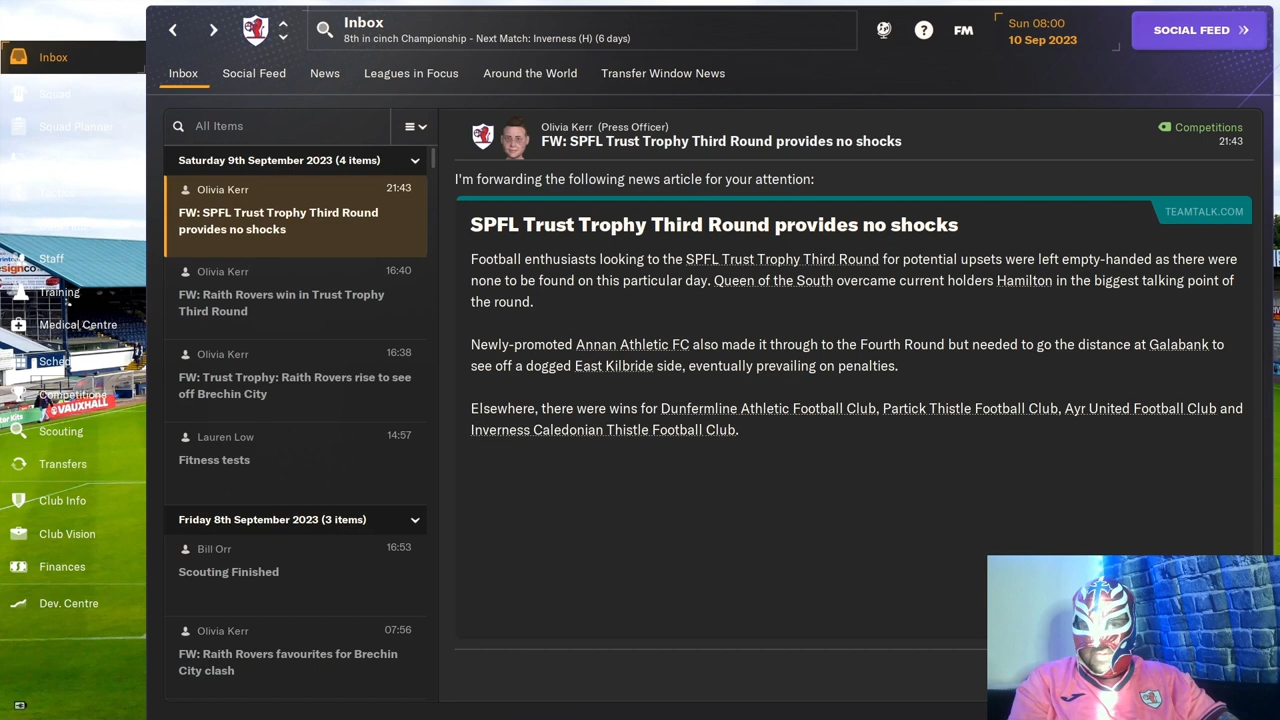 Inbox
8th in cinch Championship - Next Match: Inverness (H) (6 days)
FM
Sun 08:00
10 Sep 2023
SOCIAL FEED
Inbox
Social Feed
News
Leagues in Focus
Around the World
Transfer Window News
Inbox
Squad
Squad Planner
Staff
Training
Medical Centre
Sched
Competitions
Scouting
Transfers
Club Info
Club Vision
Finances
Dev. Centre
VAUXHALL
All Items
Saturday 9th September 2023 (4 items)
Olivia Kerr 21:43
FW: SPFL Trust Trophy Third Round
provides no shocks
Olivia Kerr 16:40
FW: Raith Rovers win in Trust Trophy
Third Round
Olivia Kerr 16:38
FW: Trust Trophy: Raith Rovers rise to see
off Brechin City
Lauren Low 14:57
Fitness tests
Friday 8th September 2023 (3 items)
Bill Orr 16:53
Scouting Finished
Olivia Kerr 07:56
FW: Raith Rovers favourites for Brechin
City clash
Olivia Kerr (Press Officer)
FW: SPFL Trust Trophy Third Round provides no shocks
Competitions
21:43
I'm forwarding the following news article for your attention:
TEAMTALK.COM
SPFL Trust Trophy Third Round provides no shocks
Football enthusiasts looking to the SPFL Trust Trophy Third Round for potential upsets were left empty-handed as there were
none to be found on this particular day. Queen of the South overcame current holders Hamilton in the biggest talking point of
the round.
Newly-promoted Annan Athletic FC also made it through to the Fourth Round but needed to go the distance at Galabank to
see off a dogged East Kilbride side, eventually prevailing on penalties.
Elsewhere, there were wins for Dunfermline Athletic Football Club, Partick Thistle Football Club, Ayr United Football Club and
Inverness Caledonian Thistle Football Club.